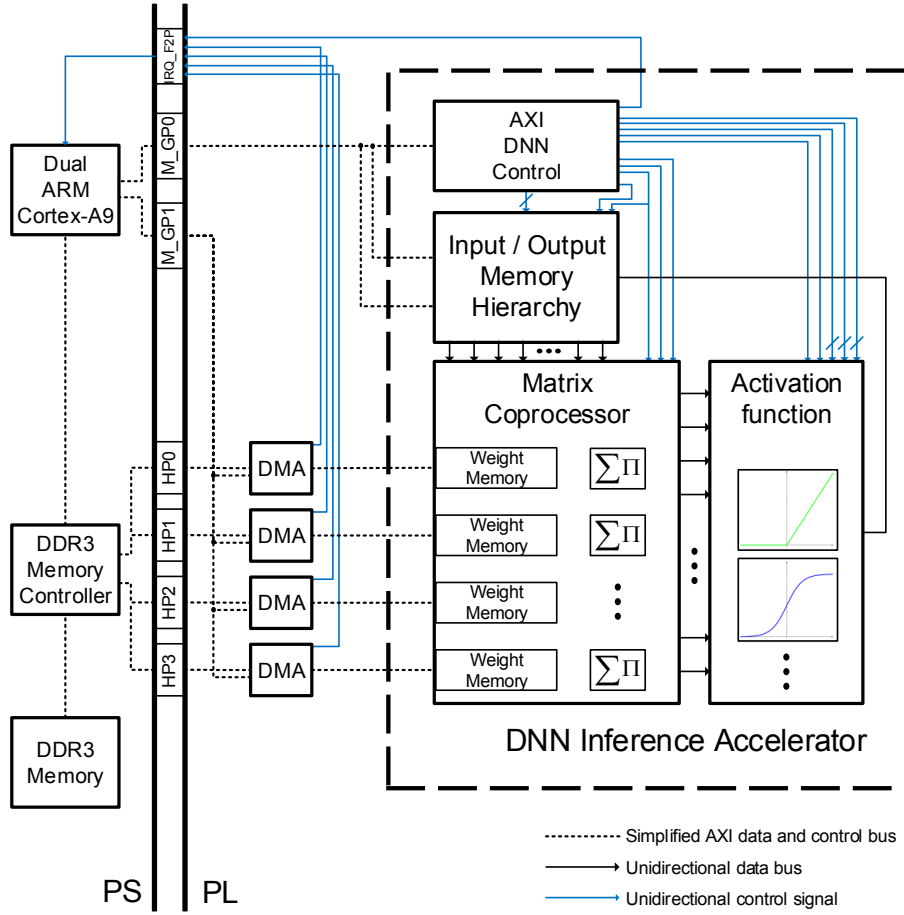 IRQ_F2P
M_GP0
M_GP1
Dual
ARM
Cortex-A9
AXI
DNN
Control
Input / Output
Memory
Hierarchy
Matrix
Coprocessor
Activation
function
HP0
HP1
HP2
HP3
DMA
DMA
DMA
DMA
Weight
Memory
∑Π
Weight
Memory
∑Π
Weight
Memory
Weight
Memory
∑Π
DDR3
Memory
Controller
DDR3
Memory
DNN Inference Accelerator
PS
PL
Simplified AXI data and control bus
Unidirectional data bus
Unidirectional control signal